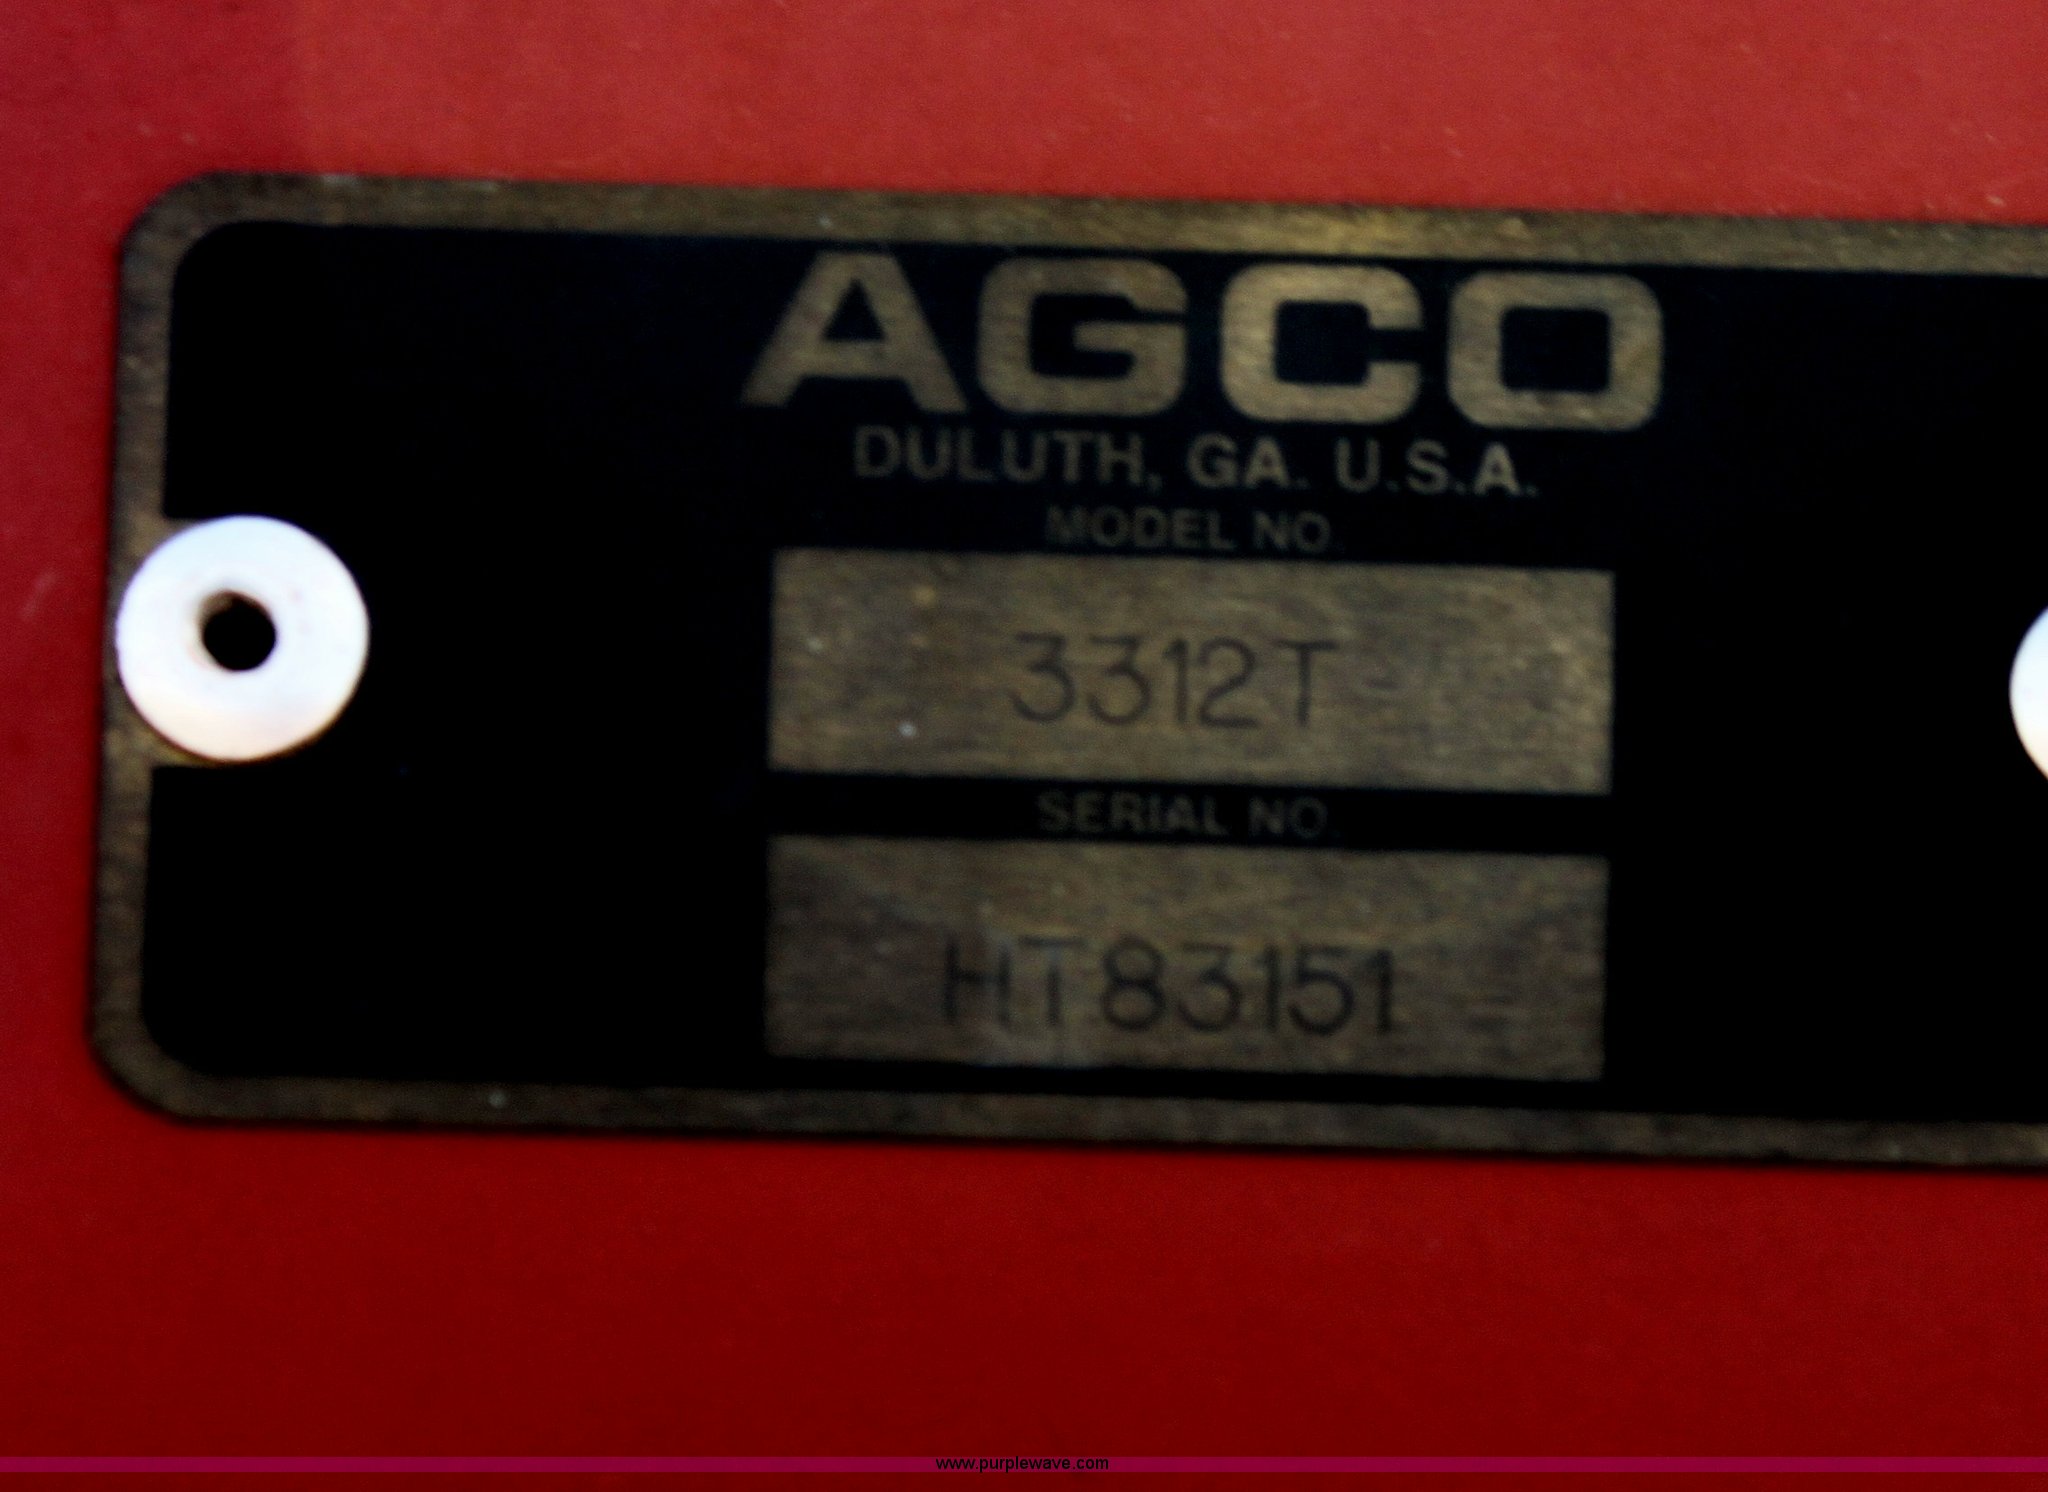 AGCO
DULUTH, GA. U.S.A.
MODEL NO.
3312T
SERIAL NO.
HT83151
www.purplewave.com